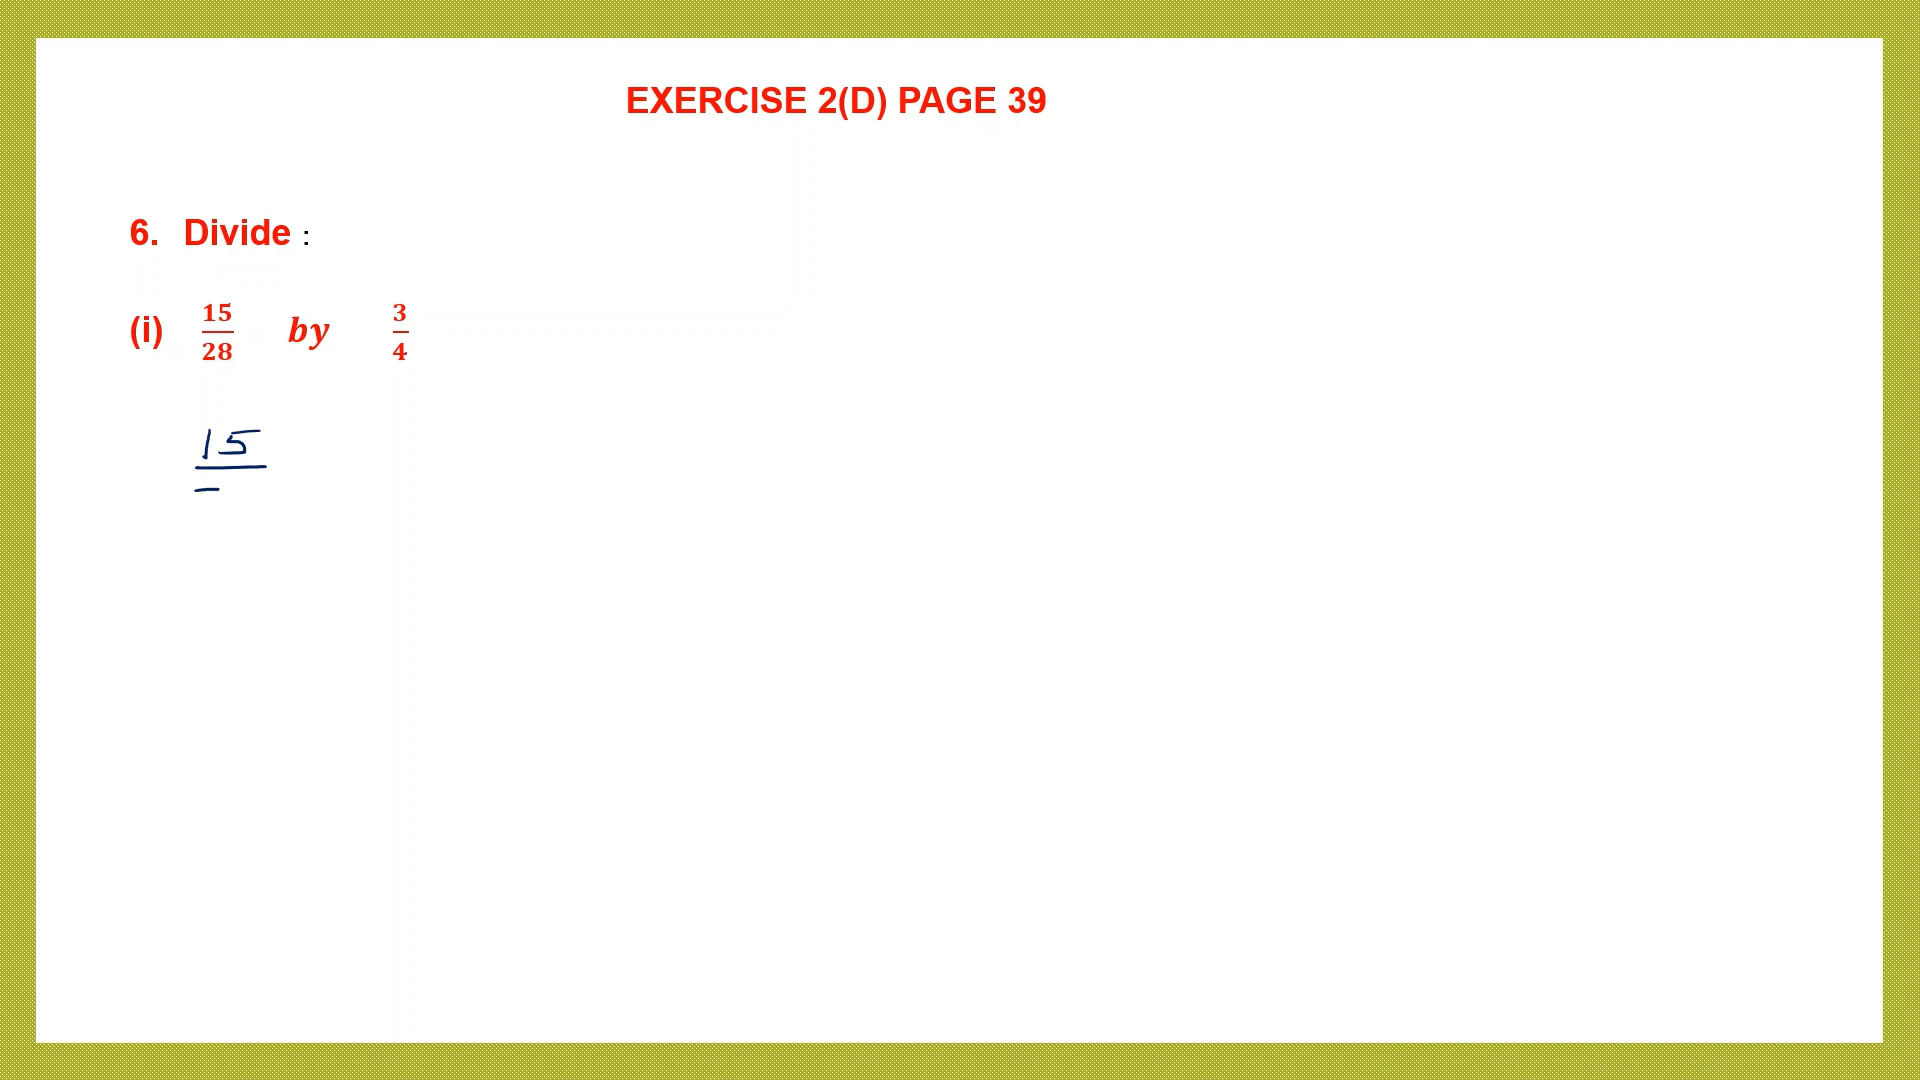 EXERCISE 2(D) PAGE 39
6. Divide :
(i) 15/28 by 3/4
15